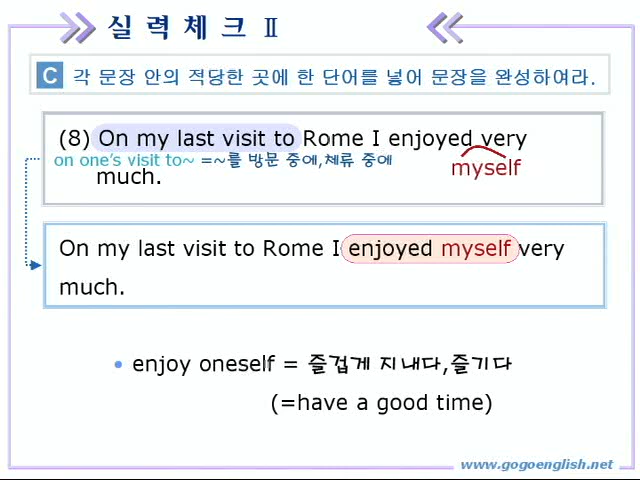 실력체크 Ⅱ
C 각 문장 안의 적당한 곳에 한 단어를 넣어 문장을 완성하여라.
(8) On my last visit to Rome I enjoyed very
on one's visit to~ =~를 방문 중에,체류 중에
myself
much.
On my last visit to Rome I enjoyed myself very
much.
• enjoy oneself = 즐겁게 지내다,즐기다
(=have a good time)
www.gogoenglish.net